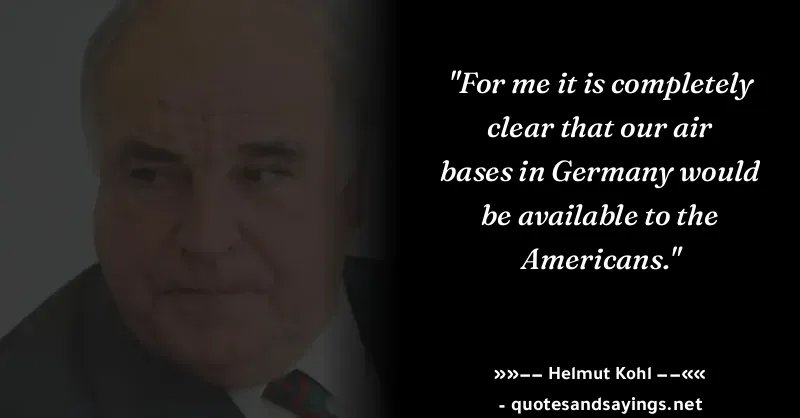 "For me it is completely
clear that our air
bases in Germany would
be available to the
Americans."
»»—— Helmut Kohl ——««
- quotesandsayings.net